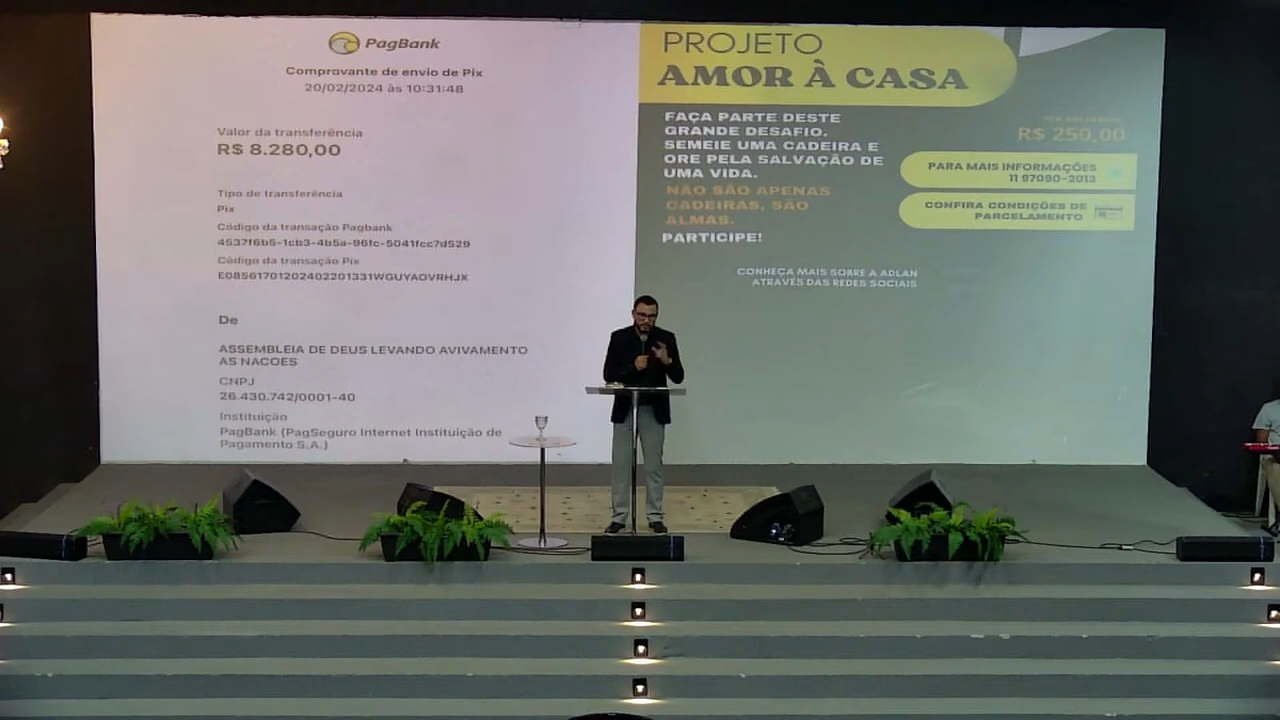 PagBank
Comprovante de envio de Pix
20/02/2024 às 10:31:48
Valor da transferência
R$ 8.280,00
Tipo de transferência
Pix
Código da transação Pagbank
4537f6b5-1cb3-4b5a-96fc-5041fcc7d529
Código da transação Pix
E08561701202402201331WGUYAOVRHJX
De
ASSEMBLEIA DE DEUS LEVANDO AVIVAMENTO
AS NACOES
CNPJ
26.430.742/0001-40
Instituição
PagBank (PagSeguro Internet Instituição de
Pagamento S.A.)
PROJETO
AMOR À CASA
FAÇA PARTE DESTE
GRANDE DESAFIO.
SEMEIE UMA CADEIRA E
ORE PELA SALVAÇÃO DE
UMA VIDA.
NÃO SÃO APENAS
CADEIRAS, SÃO
ALMAS.
PARTICIPE!
R$ 250,00
PARA MAIS INFORMAÇÕES
11 97090-2013
CONFIRA CONDIÇÕES DE
PARCELAMENTO
CONHEÇA MAIS SOBRE A ADLAN
ATRAVÉS DAS REDES SOCIAIS